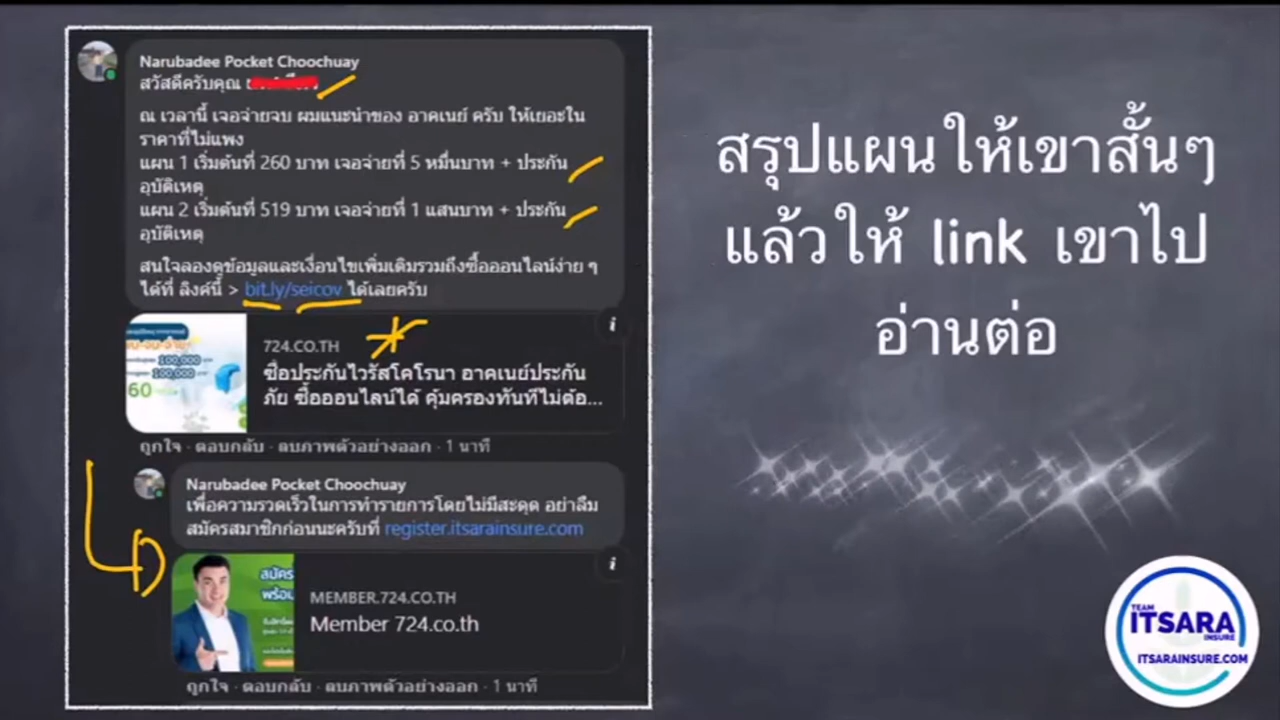 Narubadee Pocket Choochuay
สวัสดีครับคุณ
ณ เวลานี้ เจอจ่ายจบ ผมแนะนำของ อาคเนย์ ครับ ให้เยอะใน
ราคาที่ไม่แพง
แผน 1 เริ่มต้นที่ 260 บาท เจอจ่ายที่ 5 หมื่นบาท + ประกัน
อุบัติเหตุ
แผน 2 เริ่มต้นที่ 519 บาท เจอจ่ายที่ 1 แสนบาท + ประกัน
อุบัติเหตุ
สนใจลองดูข้อมูลและเงื่อนไขเพิ่มเติมรวมถึงซื้อออนไลน์ง่าย ๆ
ได้ที่ ลิงค์นี้ > bit.ly/seicov ได้เลยครับ
100,000
100,000
60
724.CO.TH
ซื้อประกันไวรัสโคโรนา อาคเนย์ประกัน
ภัย ซื้อออนไลน์ได้ คุ้มครองทันทีไม่ต้อ...
ถูกใจ · ตอบกลับ · ลบภาพตัวอย่างออก · 1 นาที
Narubadee Pocket Choochuay
เพื่อความรวดเร็วในการทำรายการโดยไม่มีสะดุด อย่าลืม
สมัครสมาชิกก่อนนะครับที่ register.itsarainsure.com
สมัคร
พร้อม
MEMBER.724.CO.TH
Member 724.co.th
ถูกใจ · ตอบกลับ · ลบภาพตัวอย่างออก · 1 นาที
สรุปแผนให้เขาสั้นๆ
แล้วให้ link เขาไป
อ่านต่อ
TEAM
ITSARA
INSURE
ITSARAINSURE.COM